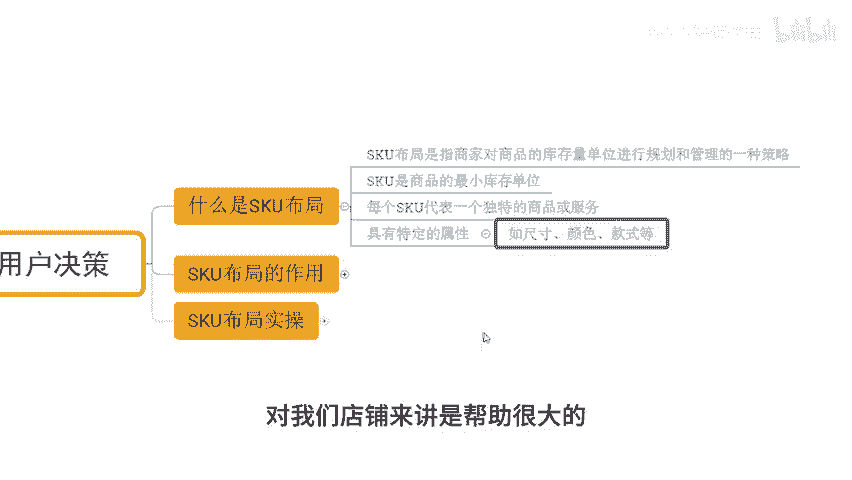 bilibili
SKU布局是指商家对商品的库存量单位进行规划和管理的一种策略
SKU是商品的最小库存单位
什么是SKU布局
每个SKU代表一个独特的商品或服务
具有特定的属性
如尺寸、颜色、款式等
用户决策
SKU布局的作用
SKU布局实操
对我们店铺来讲是帮助很大的